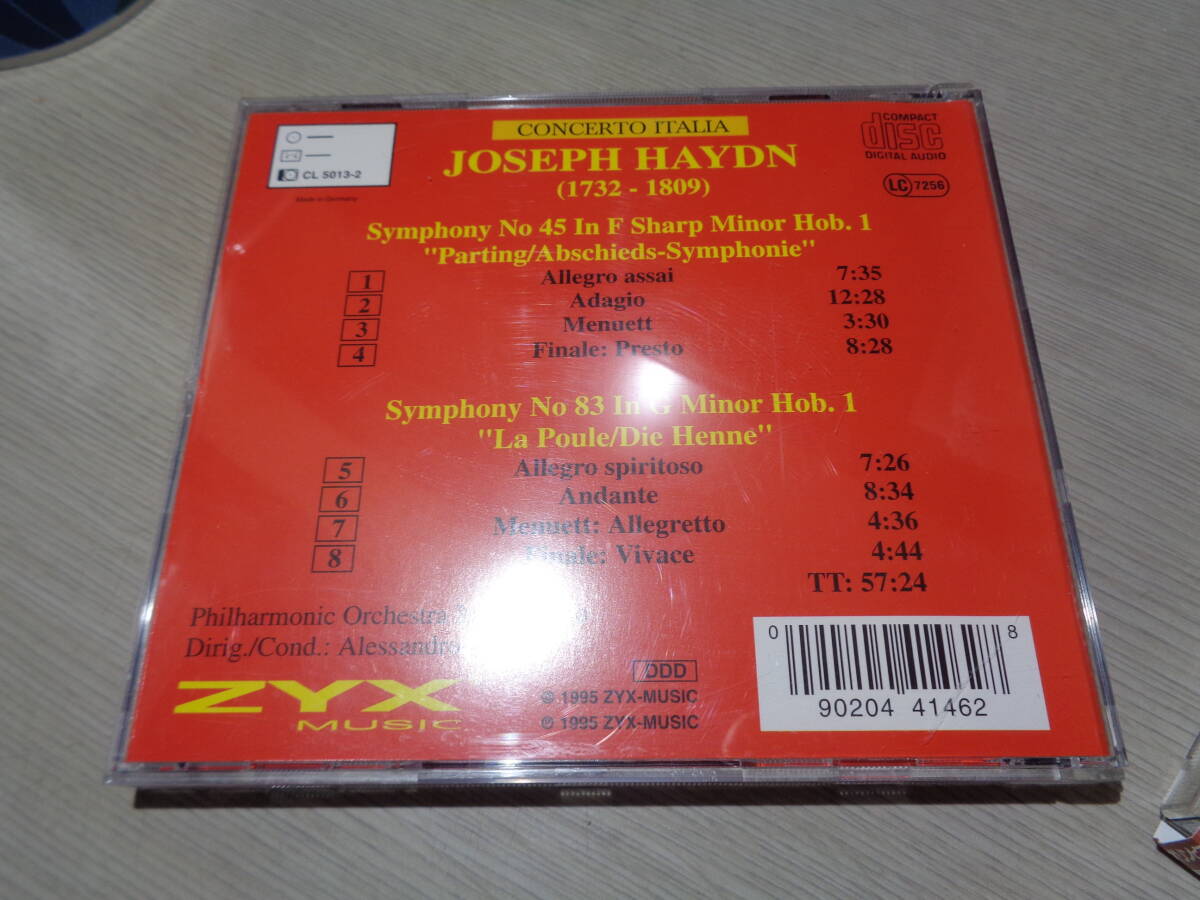 CONCERTO ITALIA
JOSEPH HAYDN
(1732 - 1809)
CL 5013-2
Made in Germany
COMPACT
disc
DIGITAL AUDIO
LC 7256
Symphony No 45 In F Sharp Minor Hob. 1
"Parting/Abschieds-Symphonie"
1 Allegro assai 7:35
2 Adagio 12:28
3 Menuett 3:30
4 Finale: Presto 8:28
Symphony No 83 In G Minor Hob. 1
"La Poule/Die Henne"
5 Allegro spiritoso 7:26
6 Andante 8:34
7 Menuett: Allegretto 4:36
8 Finale: Vivace 4:44
TT: 57:24
Philharmonic Orchestra
Dirig./Cond.: Alessandro
ZYX
MUSIC
DDD
℗ 1995 ZYX-MUSIC
© 1995 ZYX-MUSIC
0 90204 41462 8